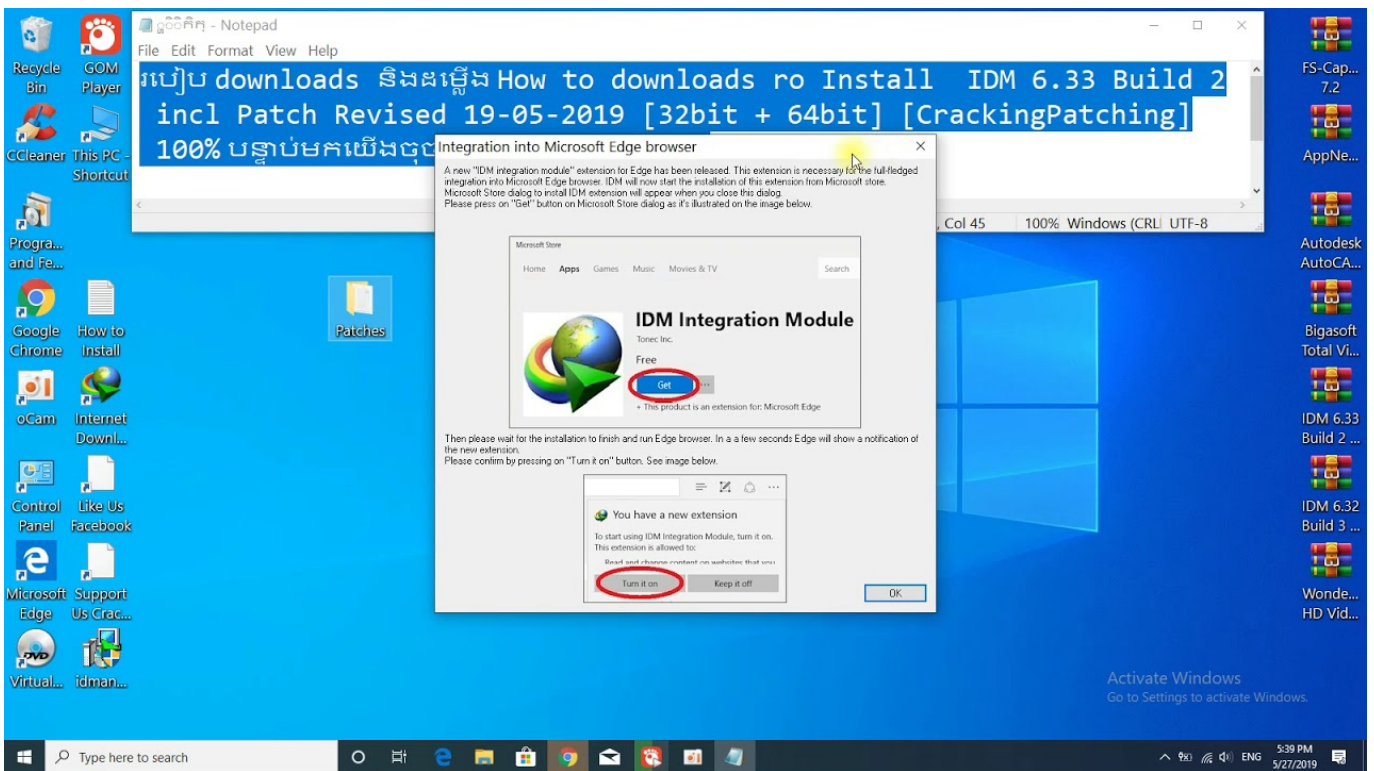 - Notepad
File Edit Format View Help
របៀប downloads និងដម្លើង How to downloads ro Install IDM 6.33 Build 2
incl Patch Revised 19-05-2019 [32bit + 64bit] [CrackingPatching]
100% បន្ទាប់មកយើងចុច
, Col 45 100% Windows (CRL UTF-8
Integration into Microsoft Edge browser
A new "IDM integration module" extension for Edge has been released. This extension is necessary for the full-fledged
integration into Microsoft Edge browser. IDM will now start the installation of this extension from Microsoft store.
Microsoft Store dialog to install IDM extension will appear when you close this dialog.
Please press on "Get" button on Microsoft Store dialog as it's illustrated on the image below.
Microsoft Store
Home Apps Games Music Movies & TV Search
IDM Integration Module
Tonec Inc.
Free
Get ...
+ This product is an extension for: Microsoft Edge
Then please wait for the installation to finish and run Edge browser. In a a few seconds Edge will show a notification of
the new extension.
Please confirm by pressing on "Turn it on" button. See image below.
You have a new extension
To start using IDM Integration Module, turn it on.
This extension is allowed to:
Read and change content on websites that you
Turn it on Keep it off
OK
Recycle
Bin
GOM
Player
CCleaner
This PC -
Shortcut
Progra...
and Fe...
Google
Chrome
How to
Install
oCam
Internet
Downl...
Control
Panel
Like Us
Facebook
Microsoft
Edge
Support
Us Crac...
Virtual...
idman...
Patches
FS-Cap...
7.2
AppNe...
Autodesk
AutoCA...
Bigasoft
Total Vi...
IDM 6.33
Build 2 ...
IDM 6.32
Build 3 ...
Wonde...
HD Vid...
Activate Windows
Go to Settings to activate Windows.
Type here to search
ENG
5:39 PM
5/27/2019